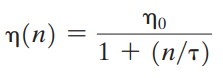 η(n) = η₀ / (1 + (n/τ))